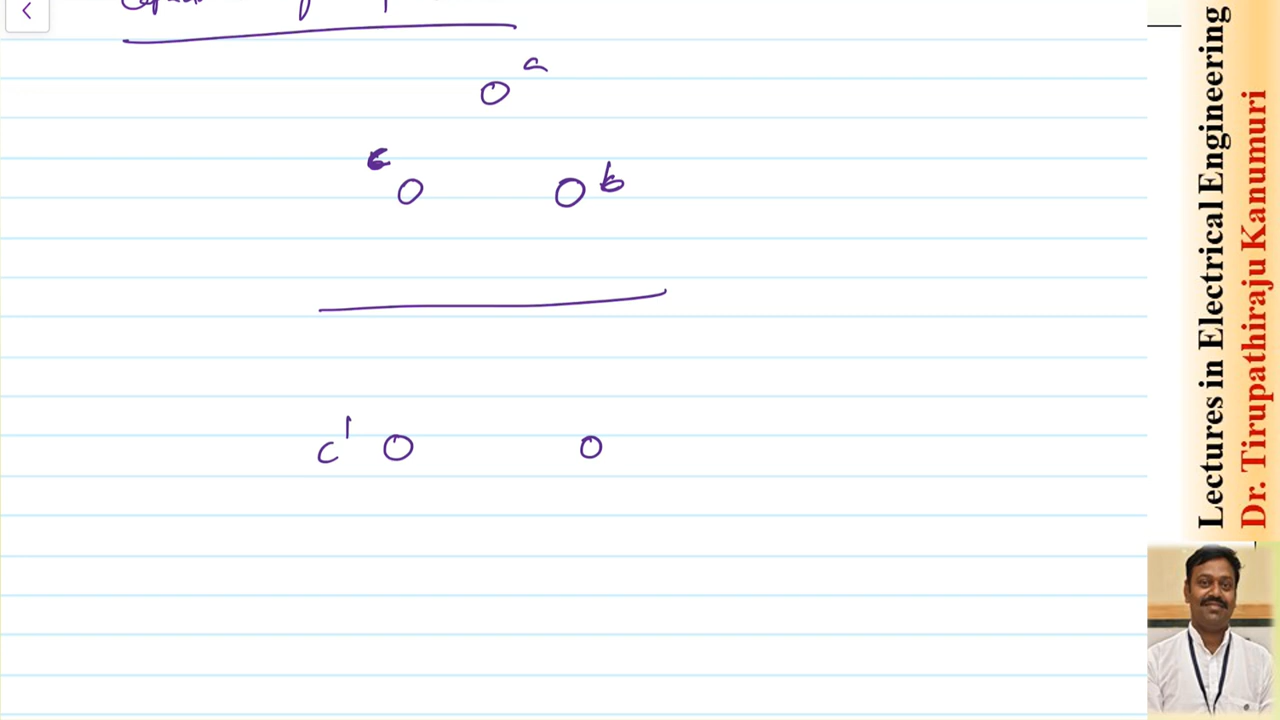 a
c
b
c'
Lectures in Electrical Engineering
Dr. Tirupathiraju Kanumuri